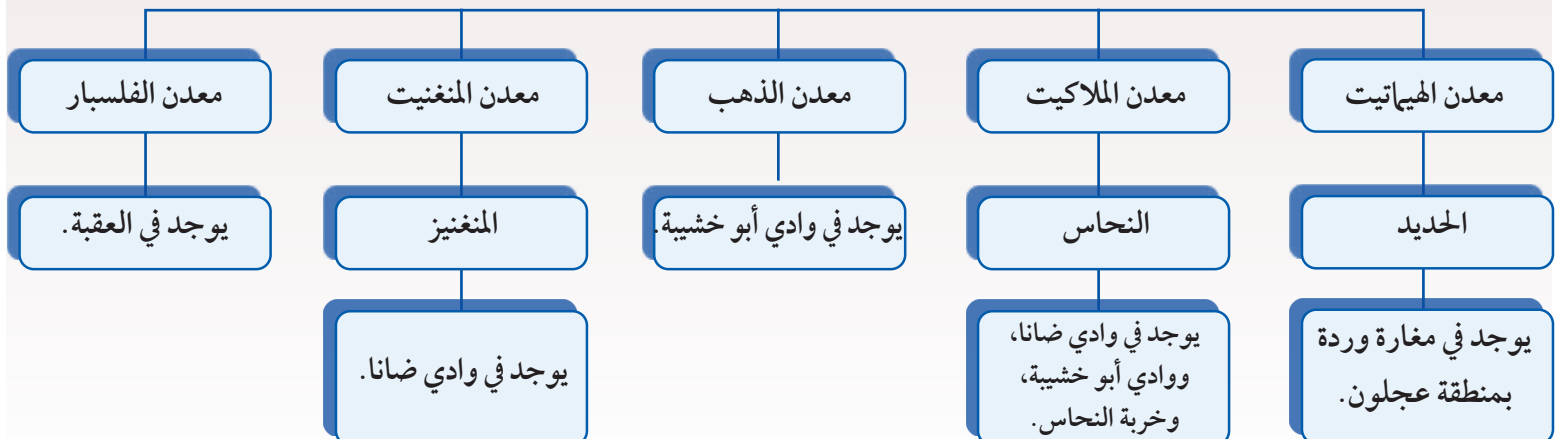 معدن الهيماتيت
معدن الملاكيت
معدن الذهب
معدن المنغنيت
معدن الفلسبار
الحديد
النحاس
يوجد في وادي أبو خشيبة.
المنغنيز
يوجد في العقبة.
يوجد في مغارة وردة
بمنطقة عجلون.
يوجد في وادي ضانا،
ووادي أبو خشيبة،
وخربة النحاس.
يوجد في وادي ضانا.